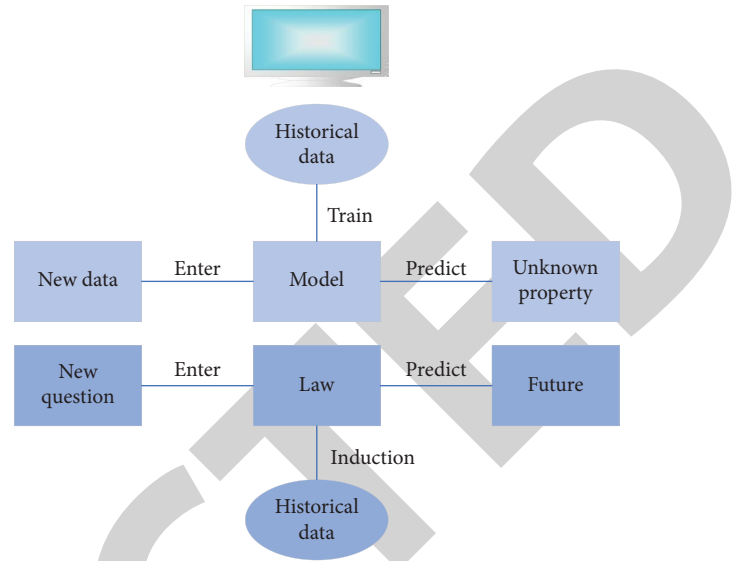 Historical
data
Train
New data
Enter
Model
Predict
Unknown
property
New
question
Enter
Law
Predict
Future
Induction
Historical
data
CTED